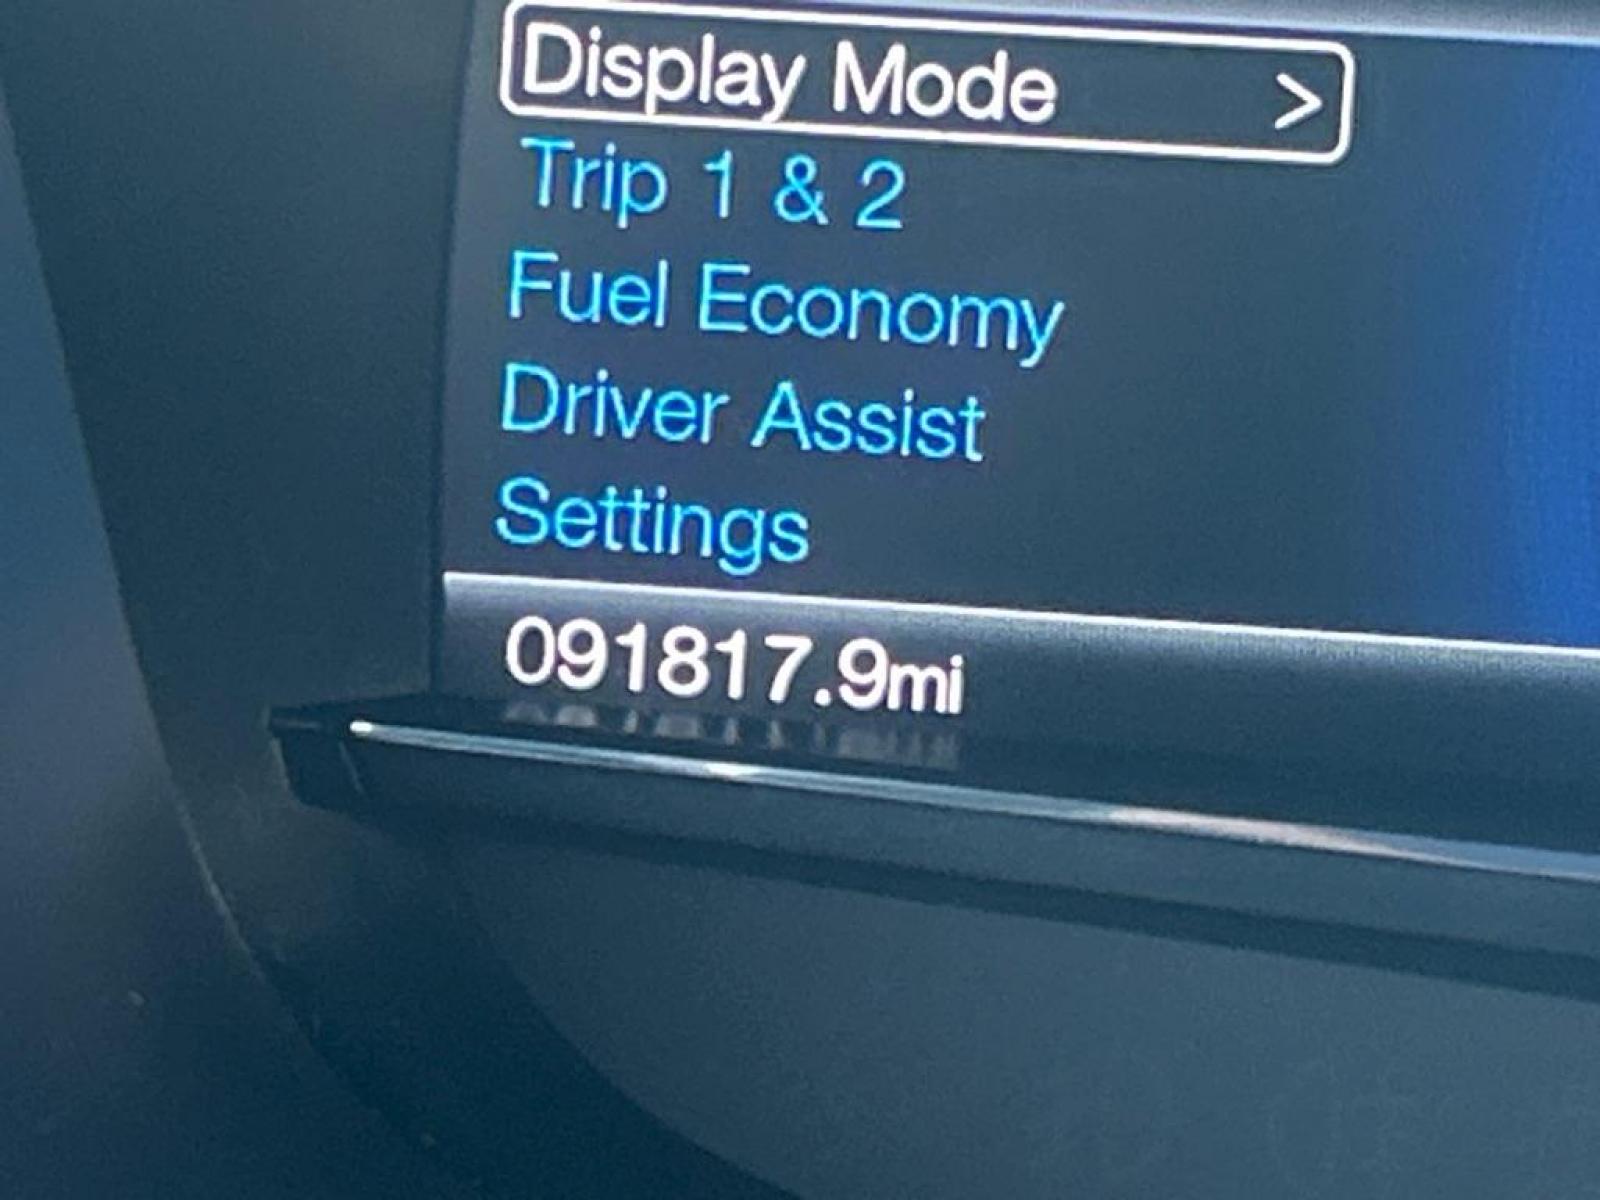 Display Mode >
Trip 1 & 2
Fuel Economy
Driver Assist
Settings
091817.9mi